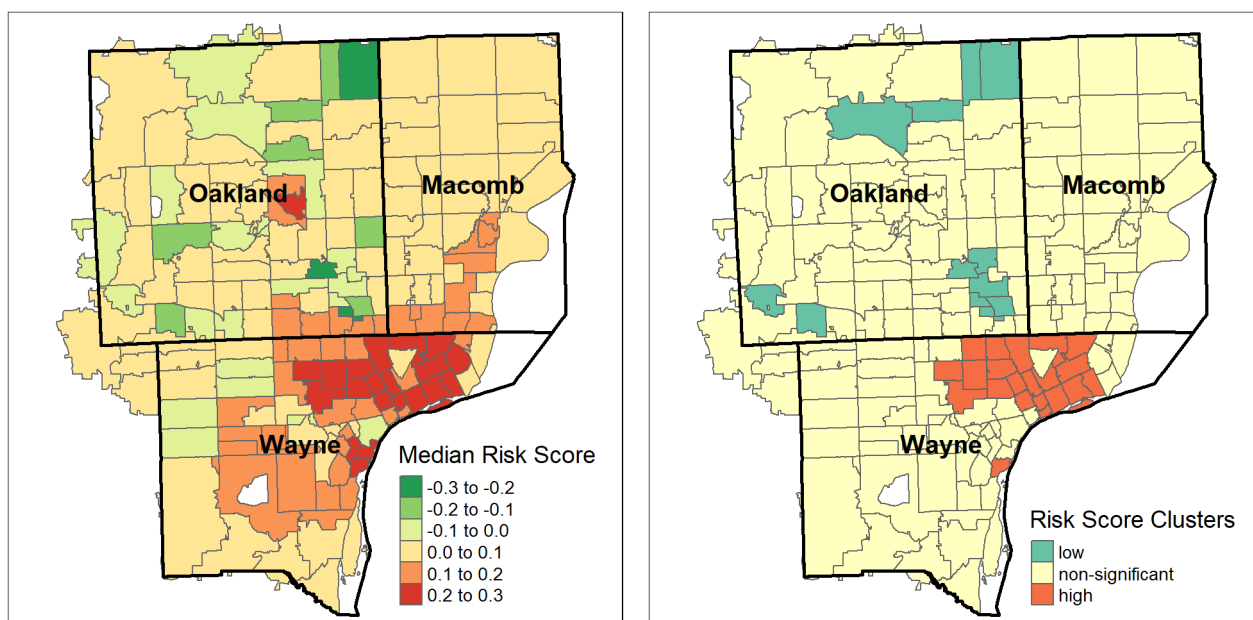 Oakland
Macomb
Wayne
Median Risk Score
-0.3 to -0.2
-0.2 to -0.1
-0.1 to 0.0
0.0 to 0.1
0.1 to 0.2
0.2 to 0.3
Oakland
Macomb
Wayne
Risk Score Clusters
low
non-significant
high